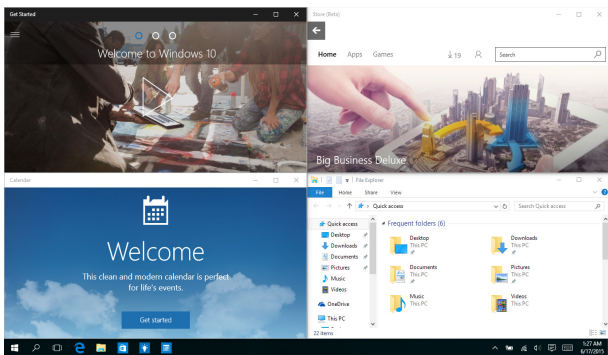 Get Started
Welcome to Windows 10
Store (Beta)
Home Apps Games 19 Search
Big Business Deluxe
Calendar
Welcome
This clean and modern calendar is perfect
for life's events.
Get started
File Explorer
File Home Share View
Quick access Search Quick access
Quick access
Desktop
Downloads
Documents
Pictures
Music
Videos
OneDrive
This PC
Frequent folders (6)
Desktop
This PC
Downloads
This PC
Documents
This PC
Pictures
This PC
Music
This PC
Videos
This PC
22 items
1:27 AM
6/17/2015